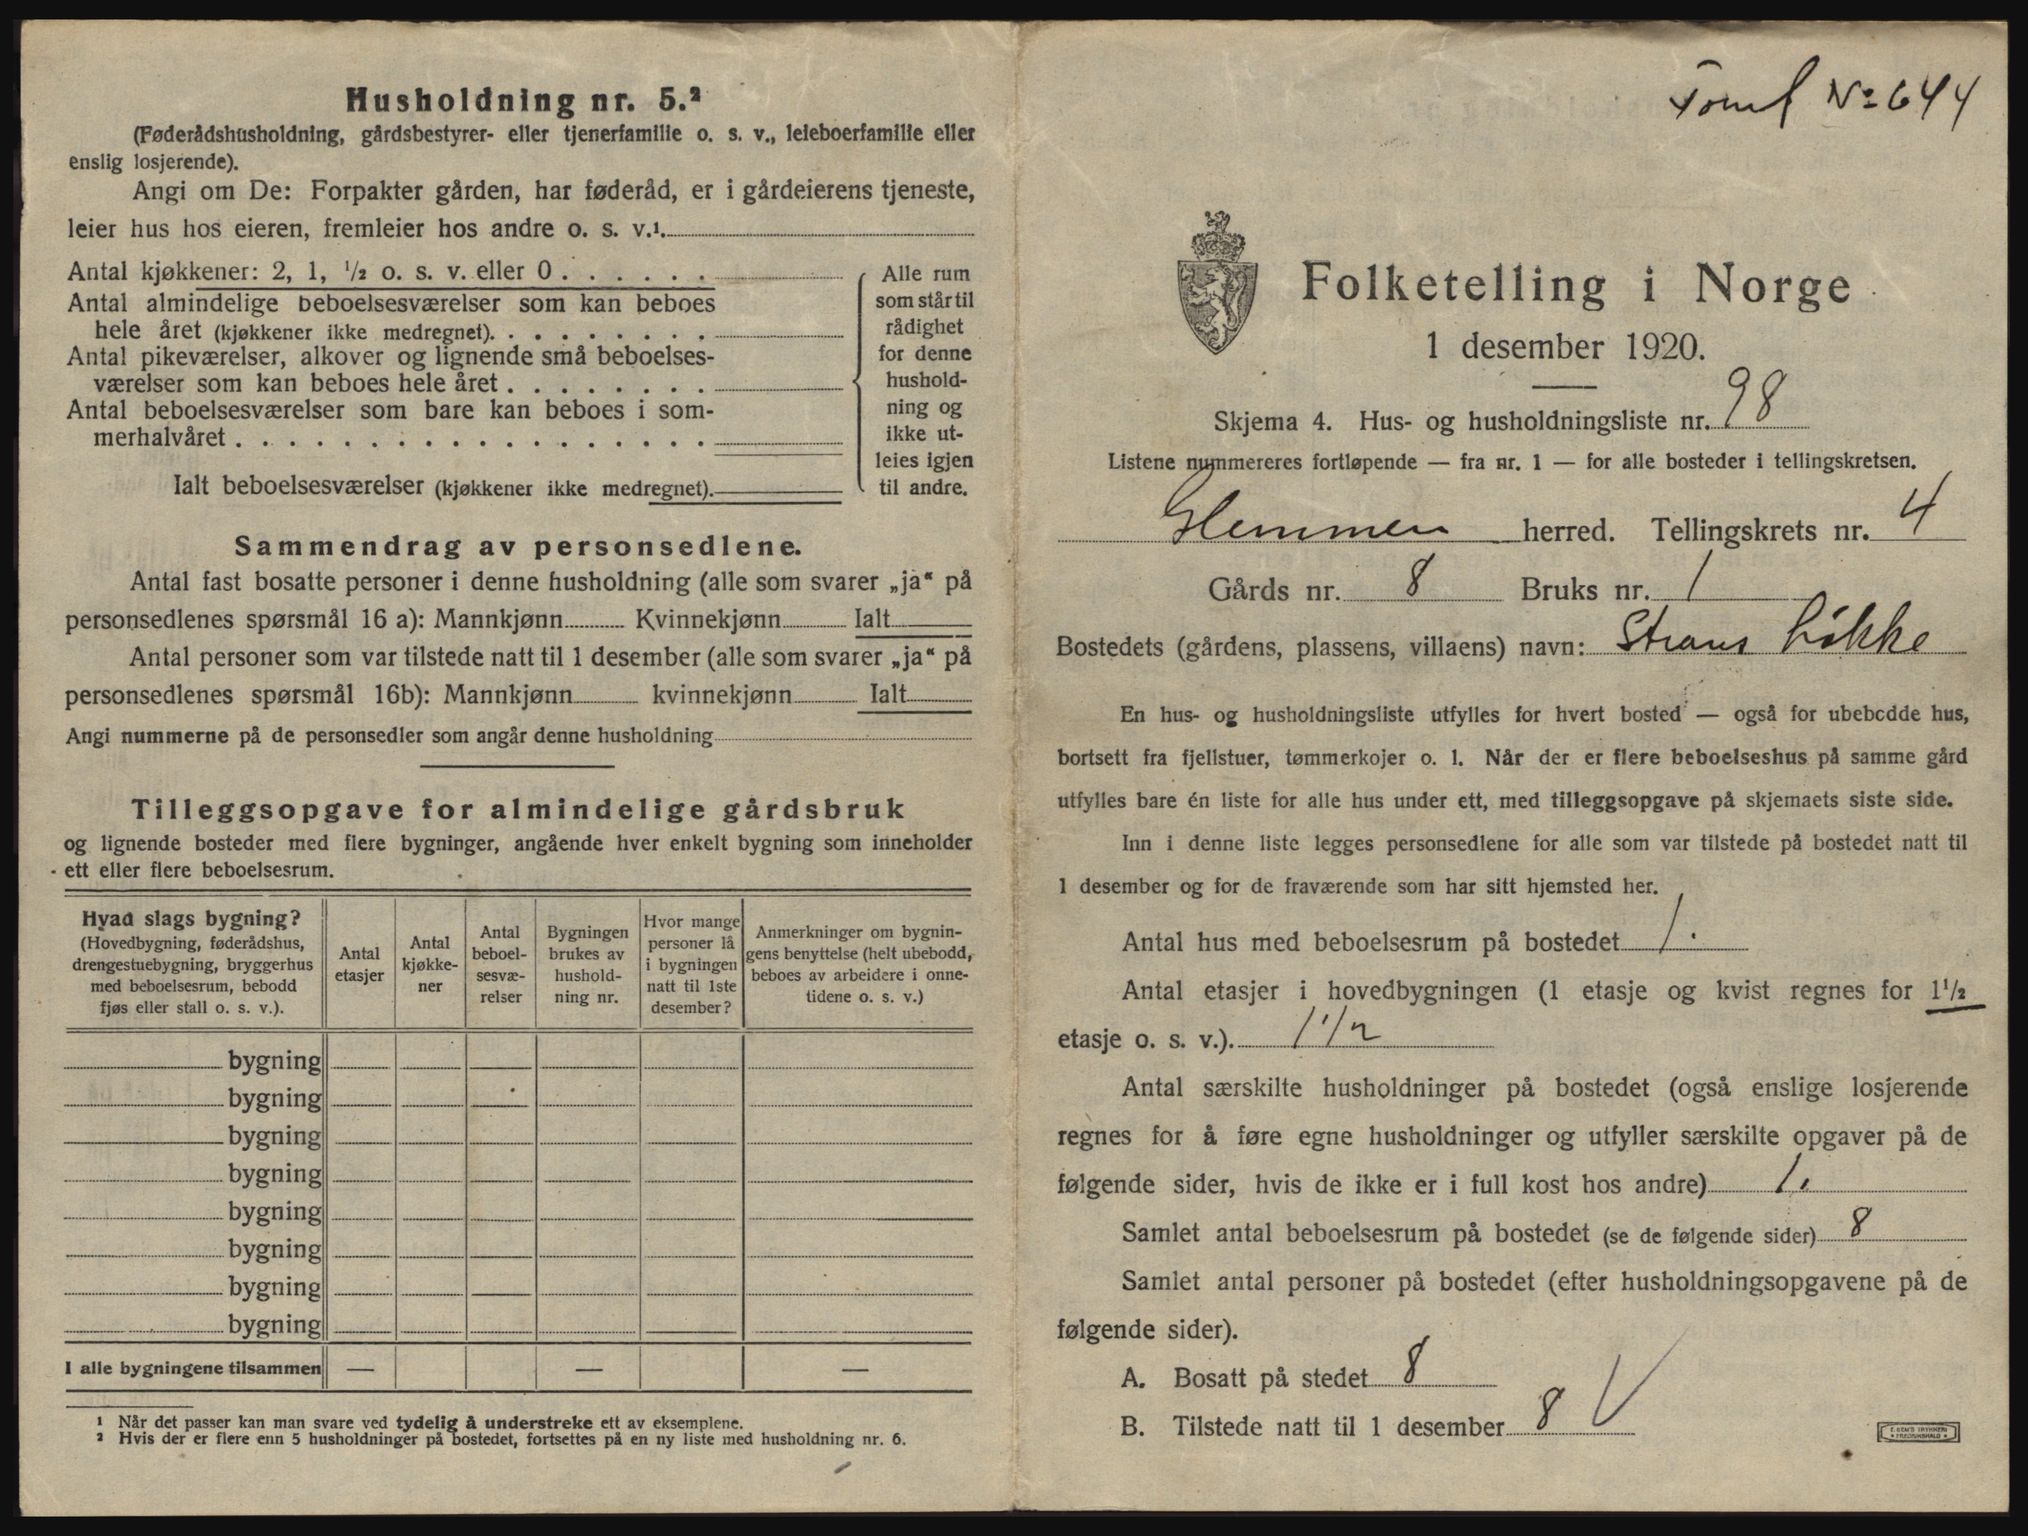 Husholdning nr. 5.²
(Føderådshusholdning, gårdsbestyrer- eller tjenerfamilie o. s. v., leieboerfamilie eller
enslig losjerende).
Angi om De: Forpakter gården, har føderåd, er i gårdeierens tjeneste,
leier hus hos eieren, fremleier hos andre o. s. v.¹
Antal kjøkkener: 2, 1, ½ o. s. v. eller 0 . . . . . .
Antal almindelige beboelsesværelser som kan beboes
hele året (kjøkkener ikke medregnet). . . . . . . . .
Antal pikeværelser, alkover og lignende små beboelses-
værelser som kan beboes hele året . . . . . . . .
Antal beboelsesværelser som bare kan beboes i som-
merhalvåret . . . . . . . . . . . . . . . . . .
Ialt beboelsesværelser (kjøkkener ikke medregnet).
Alle rum
som står til
rådighet
for denne
hushold-
ning og
ikke ut-
leies igjen
til andre.
Sammendrag av personsedlene.
Antal fast bosatte personer i denne husholdning (alle som svarer „ja“ på
personsedlenes spørsmål 16 a): Mannkjønn Kvinnekjønn Ialt
Antal personer som var tilstede natt til 1 desember (alle som svarer „ja“ på
personsedlenes spørsmål 16b): Mannkjønn kvinnekjønn Ialt
Angi nummerne på de personsedler som angår denne husholdning
Tilleggsopgave for almindelige gårdsbruk
og lignende bosteder med flere bygninger, angående hver enkelt bygning som inneholder
ett eller flere beboelsesrum.
Hvad slags bygning?
(Hovedbygning, føderådshus,
drengestuebygning, bryggerhus
med beboelsesrum, bebodd
fjøs eller stall o. s. v.).
Antal
etasjer
Antal
kjøkke-
ner
Antal
beboel-
sesvæ-
relser
Bygningen
brukes av
hushold-
ning nr.
Hvor mange
personer lå
i bygningen
natt til 1ste
desember?
Anmerkninger om bygnin-
gens benyttelse (helt ubebodd,
beboes av arbeidere i onne-
tidene o. s. v.)
bygning
bygning
bygning
bygning
bygning
bygning
bygning
bygning
I alle bygningene tilsammen — — —
¹ Når det passer kan man svare ved tydelig å understreke ett av eksemplene.
² Hvis der er flere enn 5 husholdninger på bostedet, fortsettes på en ny liste med husholdning nr. 6.
No 644
Folketelling i Norge
1 desember 1920.
Skjema 4. Hus- og husholdningsliste nr. 98
Listene nummereres fortløpende — fra nr. 1 — for alle bosteder i tellingskretsen.
Glemmen herred. Tellingskrets nr. 4
Gårds nr. 8 Bruks nr. 1
Bostedets (gårdens, plassens, villaens) navn: Løkke
En hus- og husholdningsliste utfylles for hvert bosted — også for ubebodde hus,
bortsett fra fjellstuer, tømmerkojer o. l. Når der er flere beboelseshus på samme gård
utfylles bare én liste for alle hus under ett, med tilleggsopgave på skjemaets siste side.
Inn i denne liste legges personsedlene for alle som var tilstede på bostedet natt til
1 desember og for de fraværende som har sitt hjemsted her.
Antal hus med beboelsesrum på bostedet 1.
Antal etasjer i hovedbygningen (1 etasje og kvist regnes for 1½
etasje o. s. v.). 1 1/2
Antal særskilte husholdninger på bostedet (også enslige losjerende
regnes for å føre egne husholdninger og utfyller særskilte opgaver på de
følgende sider, hvis de ikke er i full kost hos andre) 1.
Samlet antal beboelsesrum på bostedet (se de følgende sider) 8
Samlet antal personer på bostedet (efter husholdningsopgavene på de
følgende sider).
A. Bosatt på stedet 8
B. Tilstede natt til 1 desember 8